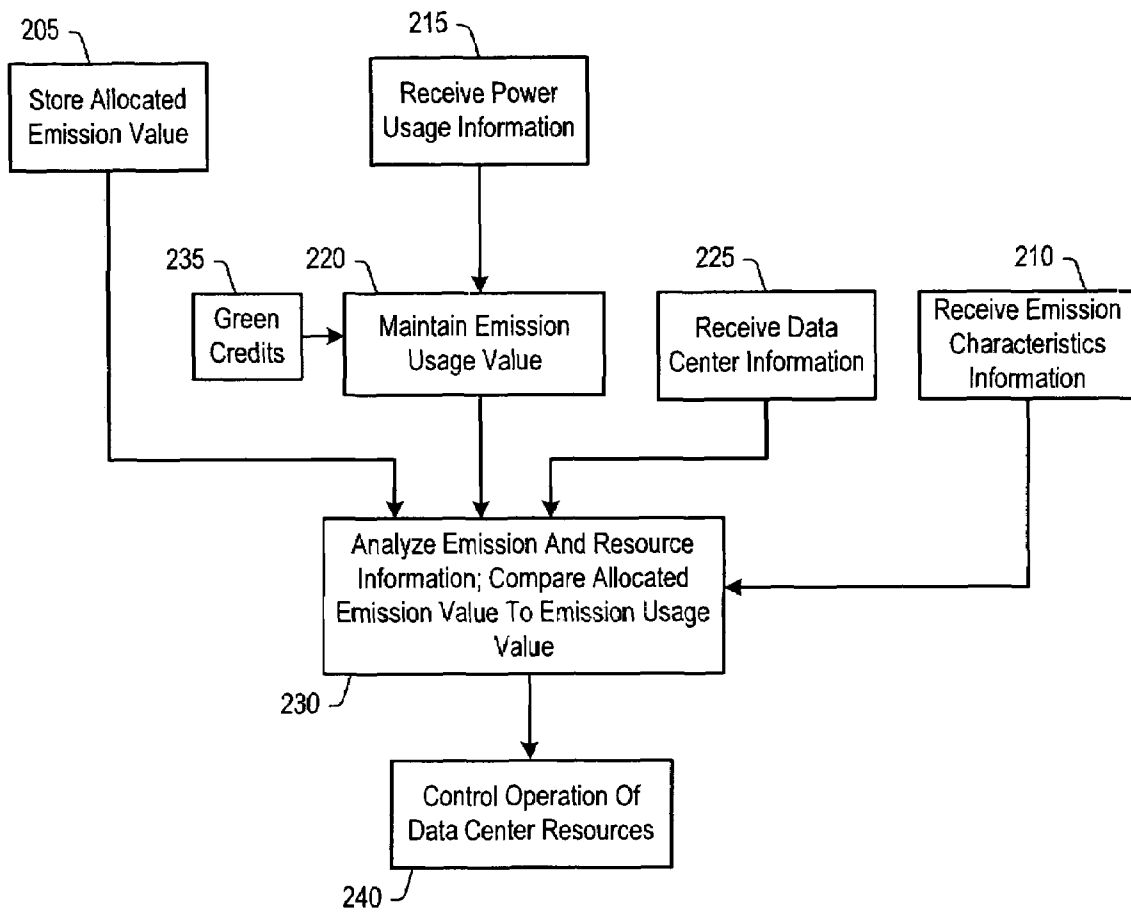 205
Store Allocated
Emission Value
215
Receive Power
Usage Information
235
Green
Credits
220
Maintain Emission
Usage Value
225
Receive Data
Center Information
210
Receive Emission
Characteristics
Information
Analyze Emission And Resource
Information; Compare Allocated
Emission Value To Emission Usage
Value
230
Control Operation Of
Data Center Resources
240